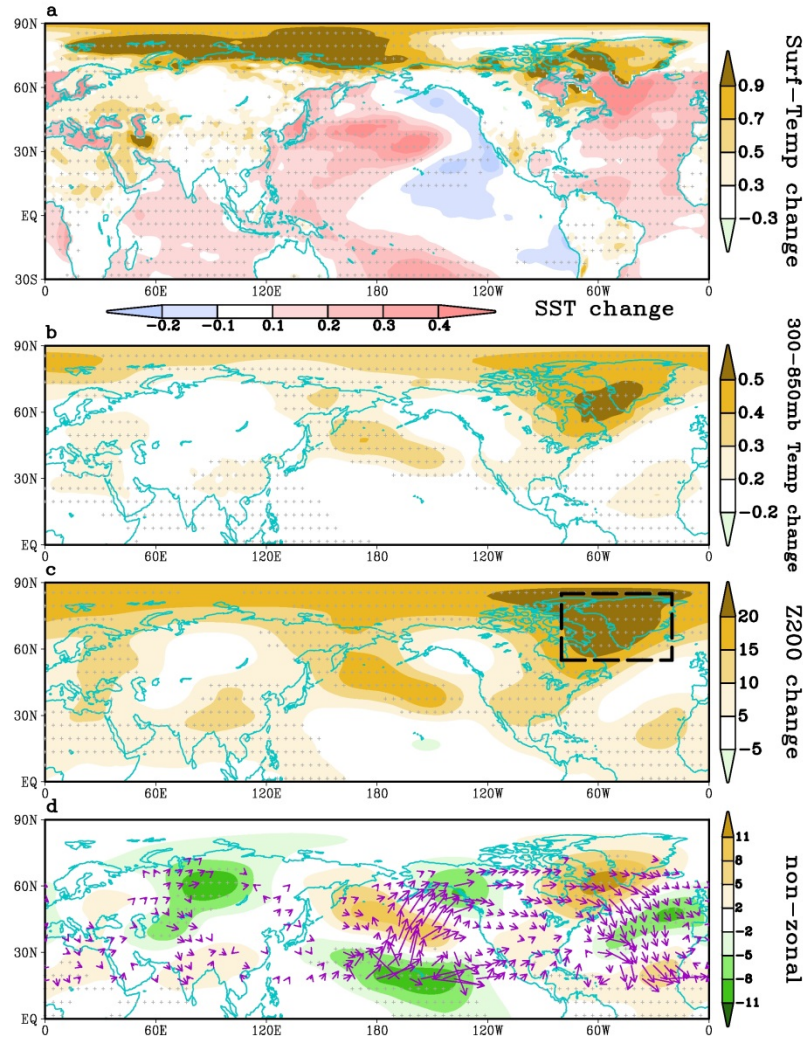 a
90N
60N
30N
EQ
30S
0
60E
120E
180
120W
60W
0
0.9
0.7
0.5
0.3
-0.3
Surf-Temp change
-0.2
-0.1
0.1
0.2
0.3
0.4
SST change
b
90N
60N
30N
EQ
0
60E
120E
180
120W
60W
0
0.5
0.4
0.3
0.2
-0.2
300-850mb Temp change
c
90N
60N
30N
EQ
0
60E
120E
180
120W
60W
0
20
15
10
5
-5
Z200 change
d
90N
60N
30N
EQ
0
60E
120E
180
120W
60W
0
11
8
5
2
-2
-5
-8
-11
non-zonal